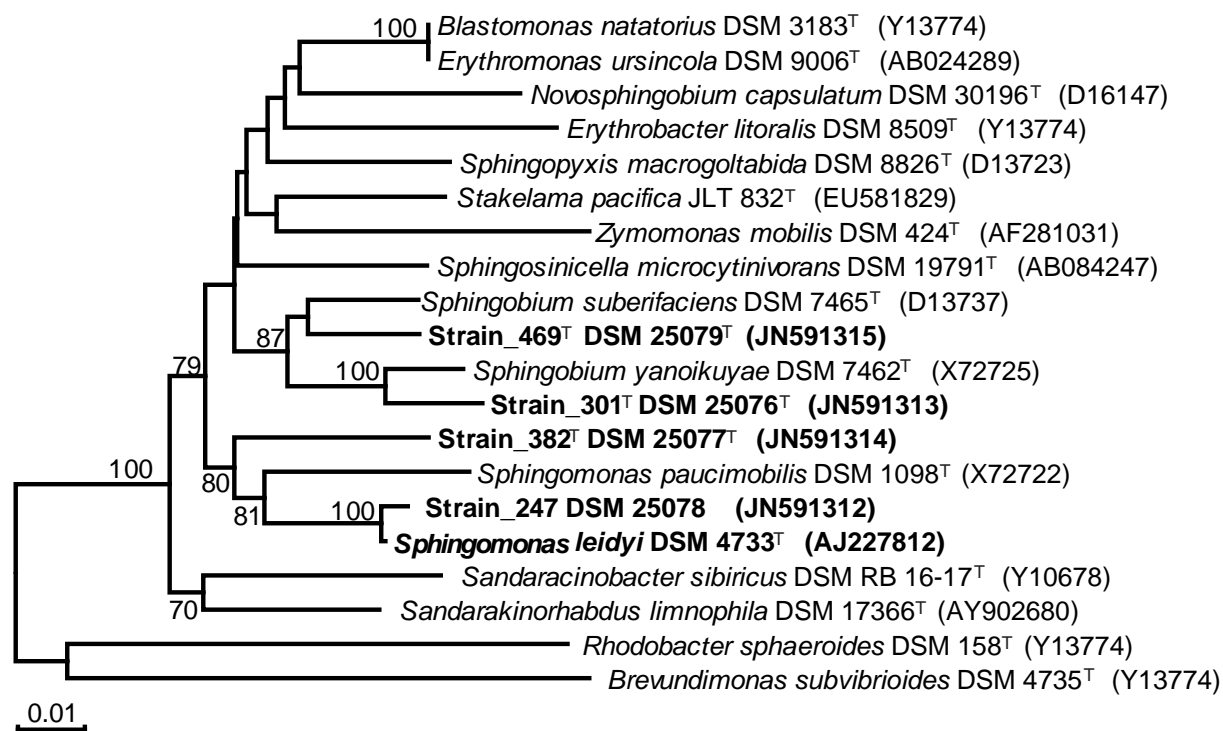 100 Blastomonas natatorius DSM 3183ᵀ (Y13774)
Erythromonas ursincola DSM 9006ᵀ (AB024289)
Novosphingobium capsulatum DSM 30196ᵀ (D16147)
Erythrobacter litoralis DSM 8509ᵀ (Y13774)
Sphingopyxis macrogoltabida DSM 8826ᵀ (D13723)
Stakelama pacifica JLT 832ᵀ (EU581829)
Zymomonas mobilis DSM 424ᵀ (AF281031)
Sphingosinicella microcytinivorans DSM 19791ᵀ (AB084247)
Sphingobium suberifaciens DSM 7465ᵀ (D13737)
87 Strain_469ᵀ DSM 25079ᵀ (JN591315)
79 100 Sphingobium yanoikuyae DSM 7462ᵀ (X72725)
Strain_301ᵀ DSM 25076ᵀ (JN591313)
Strain_382ᵀ DSM 25077ᵀ (JN591314)
100 80 Sphingomonas paucimobilis DSM 1098ᵀ (X72722)
81 100 Strain_247 DSM 25078 (JN591312)
Sphingomonas leidyi DSM 4733ᵀ (AJ227812)
Sandaracinobacter sibiricus DSM RB 16-17ᵀ (Y10678)
70 Sandarakinorhabdus limnophila DSM 17366ᵀ (AY902680)
Rhodobacter sphaeroides DSM 158ᵀ (Y13774)
Brevundimonas subvibrioides DSM 4735ᵀ (Y13774)
0.01